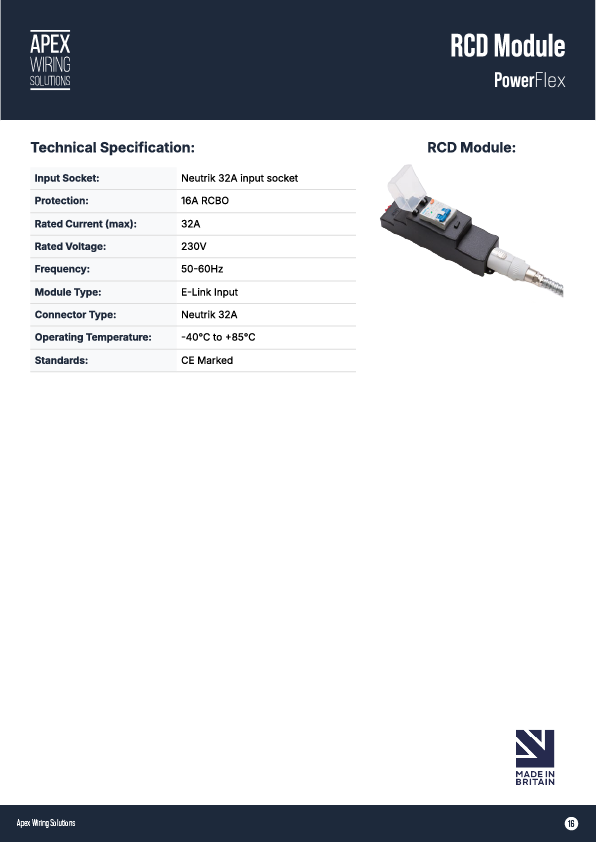 APEX
WIRING
SOLUTIONS
RCD Module
PowerFlex
Technical Specification:
RCD Module:
Input Socket: Neutrik 32A input socket
Protection: 16A RCBO
Rated Current (max): 32A
Rated Voltage: 230V
Frequency: 50-60Hz
Module Type: E-Link Input
Connector Type: Neutrik 32A
Operating Temperature: -40°C to +85°C
Standards: CE Marked
MADE IN
BRITAIN
Apex Wiring Solutions
16